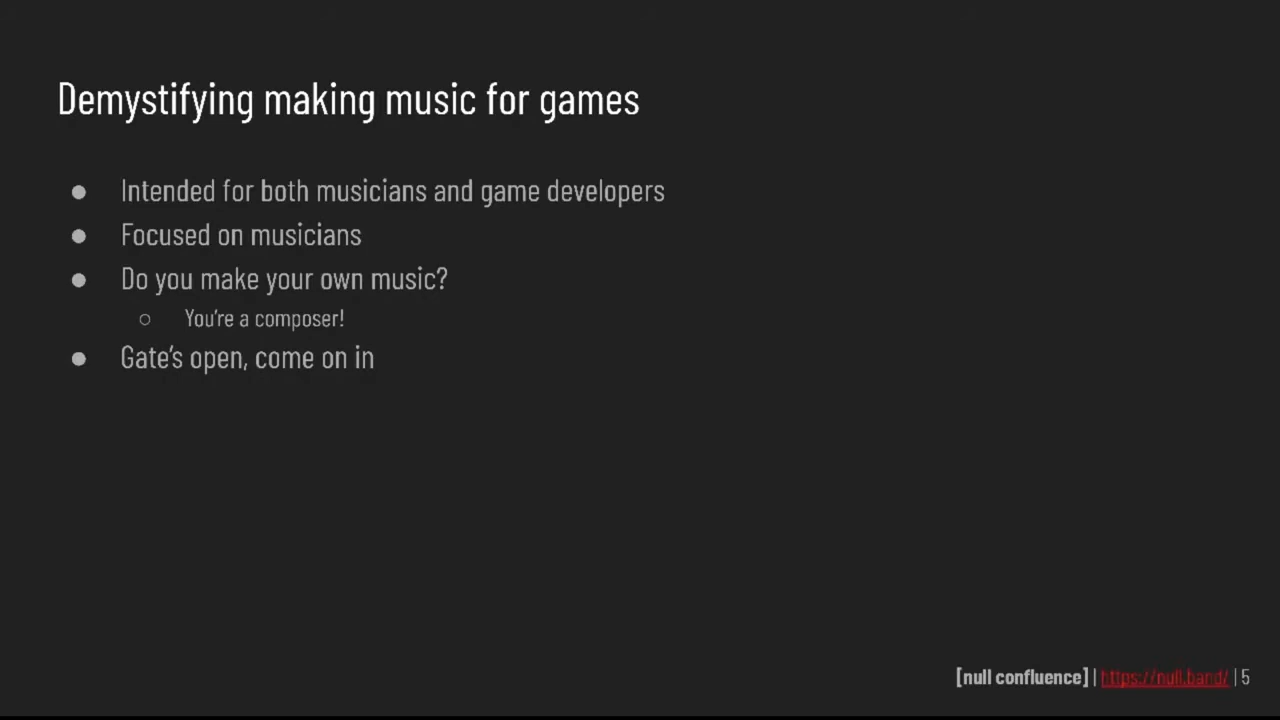 Demystifying making music for games
● Intended for both musicians and game developers
● Focused on musicians
● Do you make your own music?
○ You're a composer!
● Gate's open, come on in
[null confluence] | https://null.band/ | 5